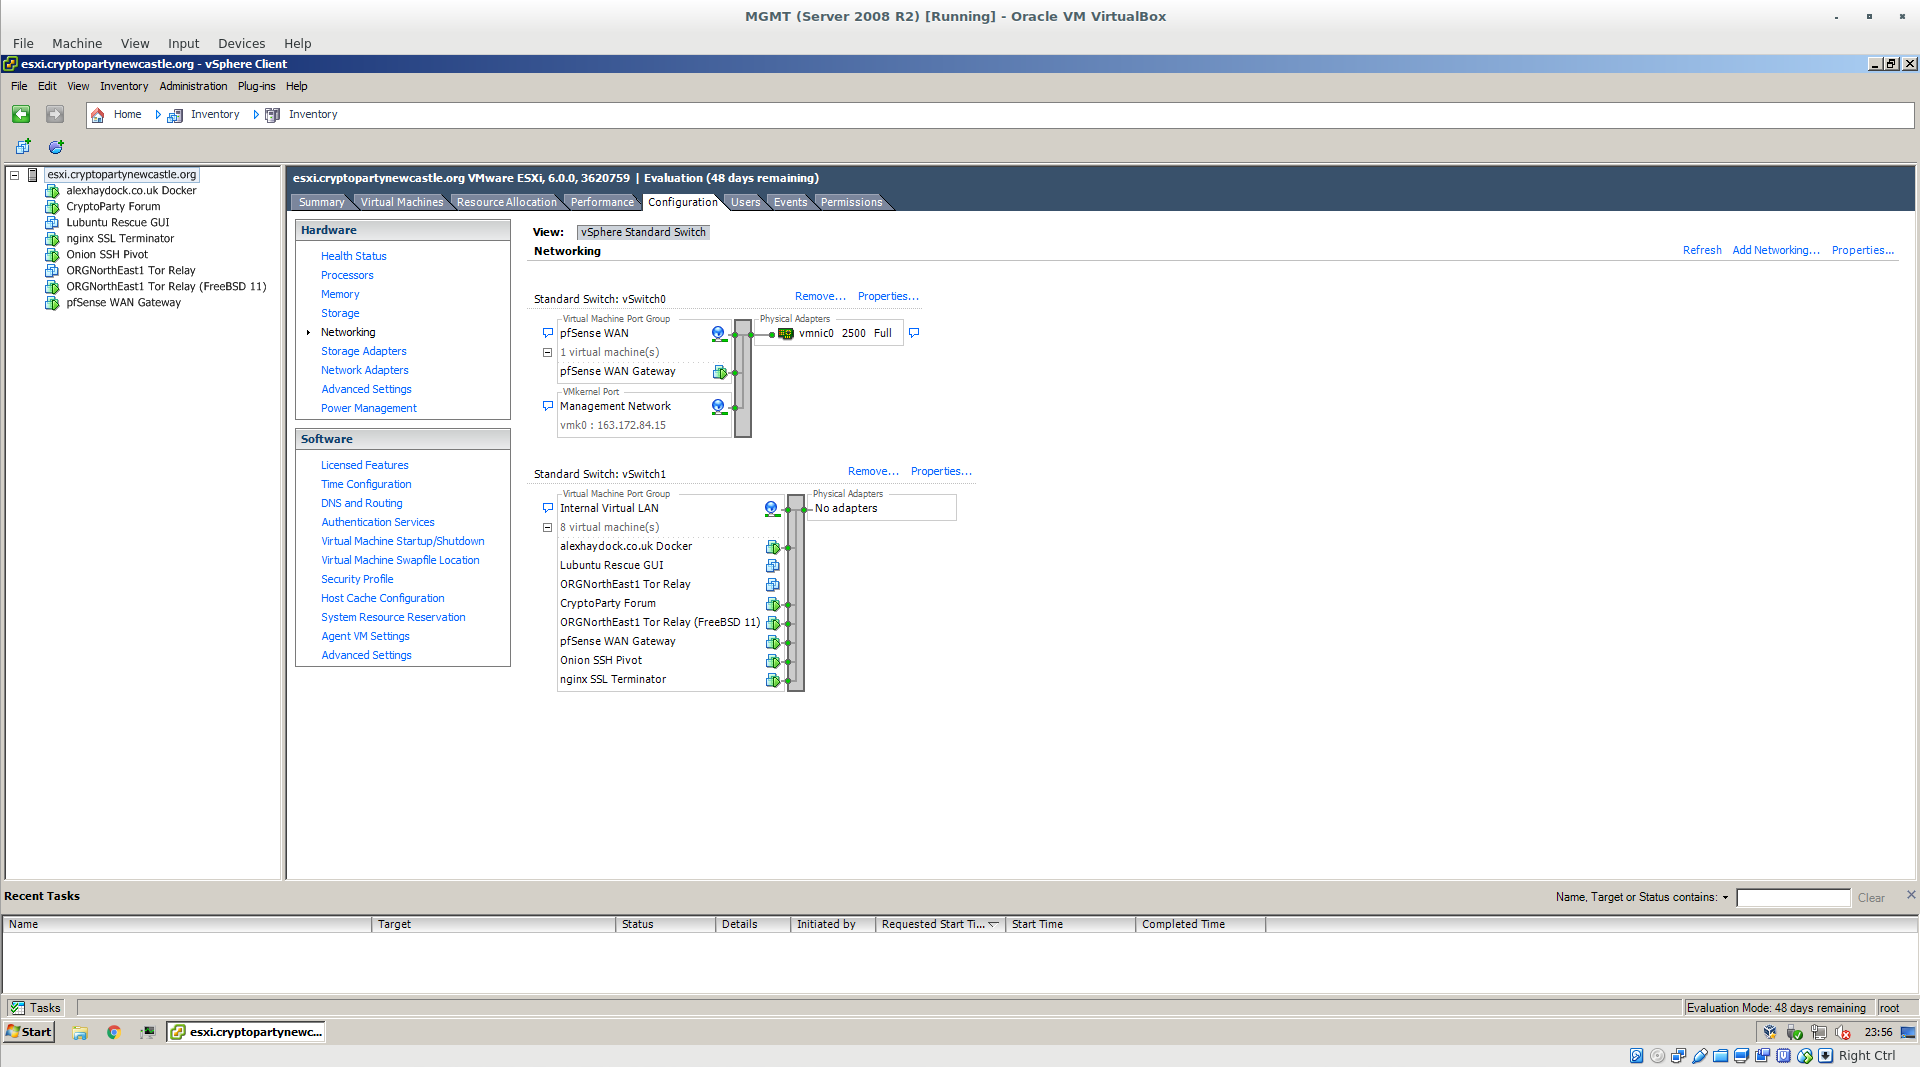 MGMT (Server 2008 R2) [Running] - Oracle VM VirtualBox
File Machine View Input Devices Help
esxi.cryptopartynewcastle.org - vSphere Client
File Edit View Inventory Administration Plug-ins Help
Home Inventory Inventory
esxi.cryptopartynewcastle.org
alexhaydock.co.uk Docker
CryptoParty Forum
Lubuntu Rescue GUI
nginx SSL Terminator
Onion SSH Pivot
ORGNorthEast1 Tor Relay
ORGNorthEast1 Tor Relay (FreeBSD 11)
pfSense WAN Gateway
esxi.cryptopartynewcastle.org VMware ESXi, 6.0.0, 3620759 | Evaluation (48 days remaining)
Summary Virtual Machines Resource Allocation Performance Configuration Users Events Permissions
Hardware
Health Status
Processors
Memory
Storage
Networking
Storage Adapters
Network Adapters
Advanced Settings
Power Management
Software
Licensed Features
Time Configuration
DNS and Routing
Authentication Services
Virtual Machine Startup/Shutdown
Virtual Machine Swapfile Location
Security Profile
Host Cache Configuration
System Resource Reservation
Agent VM Settings
Advanced Settings
View: vSphere Standard Switch
Networking
Refresh Add Networking... Properties...
Standard Switch: vSwitch0 Remove... Properties...
Virtual Machine Port Group Physical Adapters
pfSense WAN vmnic0 2500 Full
1 virtual machine(s)
pfSense WAN Gateway
VMkernel Port
Management Network
vmk0 : 163.172.84.15
Standard Switch: vSwitch1 Remove... Properties...
Virtual Machine Port Group Physical Adapters
Internal Virtual LAN No adapters
8 virtual machine(s)
alexhaydock.co.uk Docker
Lubuntu Rescue GUI
ORGNorthEast1 Tor Relay
CryptoParty Forum
ORGNorthEast1 Tor Relay (FreeBSD 11)
pfSense WAN Gateway
Onion SSH Pivot
nginx SSL Terminator
Recent Tasks Name, Target or Status contains: Clear
Name Target Status Details Initiated by Requested Start Ti... Start Time Completed Time
Tasks Evaluation Mode: 48 days remaining root
Start esxi.cryptopartynewc... 23:56
Right Ctrl